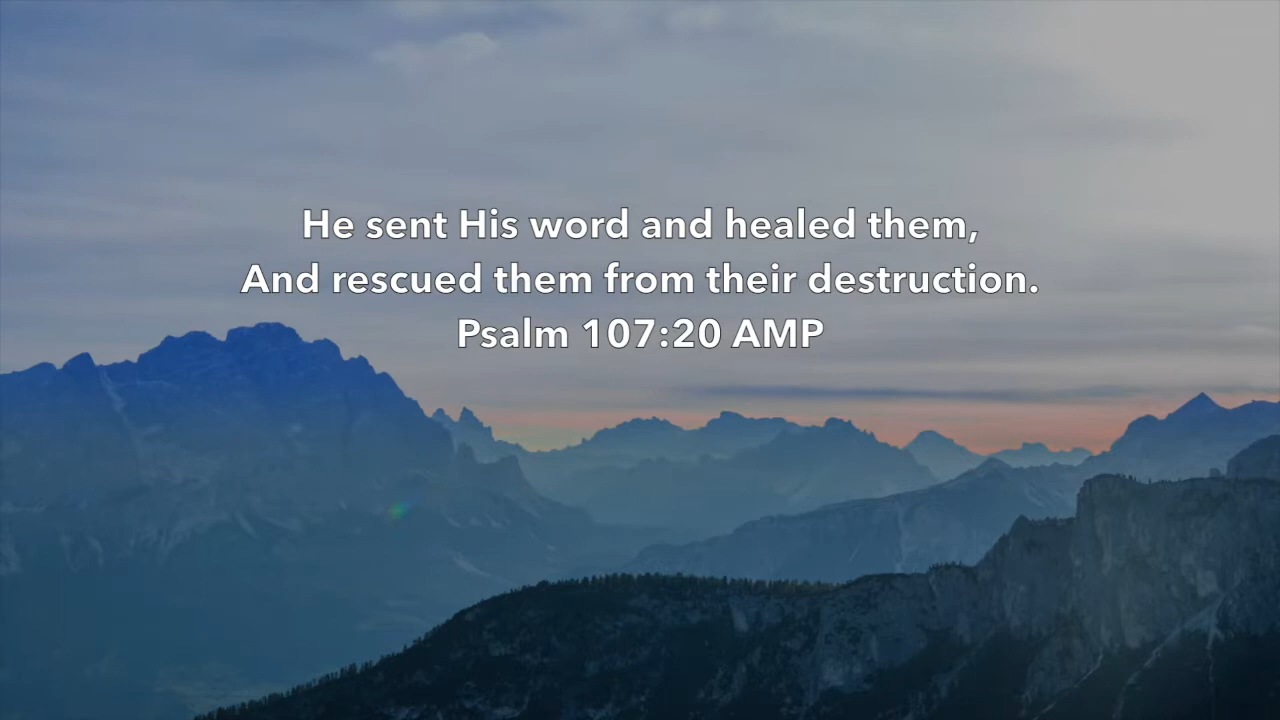 He sent His word and healed them,
And rescued them from their destruction.
Psalm 107:20 AMP